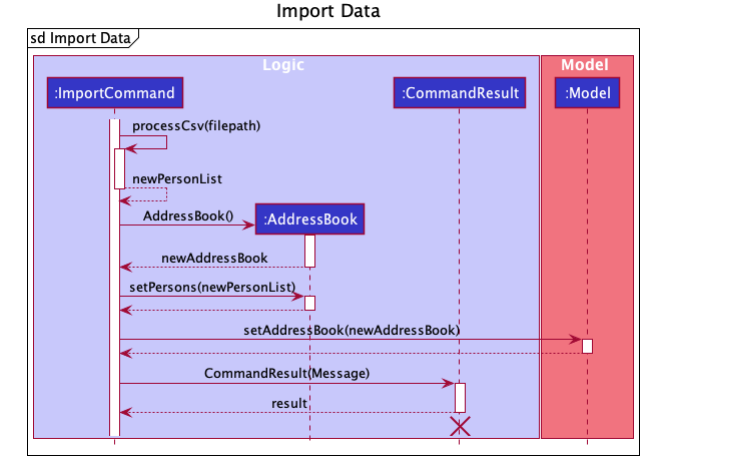 Import Data
sd Import Data
Logic
Model
:ImportCommand
:CommandResult
:Model
processCsv(filepath)
newPersonList
AddressBook()
:AddressBook
newAddressBook
setPersons(newPersonList)
setAddressBook(newAddressBook)
CommandResult(Message)
result